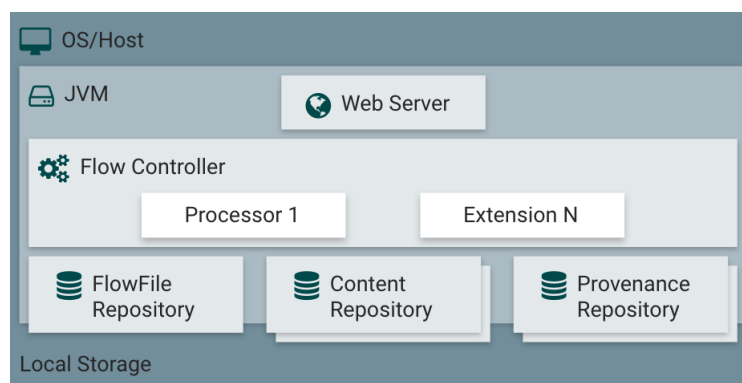 OS/Host
JVM
Web Server
Flow Controller
Processor 1
Extension N
FlowFile
Repository
Content
Repository
Provenance
Repository
Local Storage